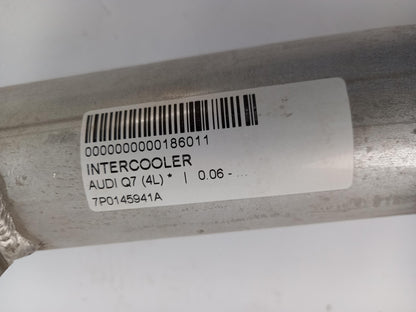 0000000000186011
INTERCOOLER
AUDI Q7 (4L) * | 0.06 - ...
7P0145941A